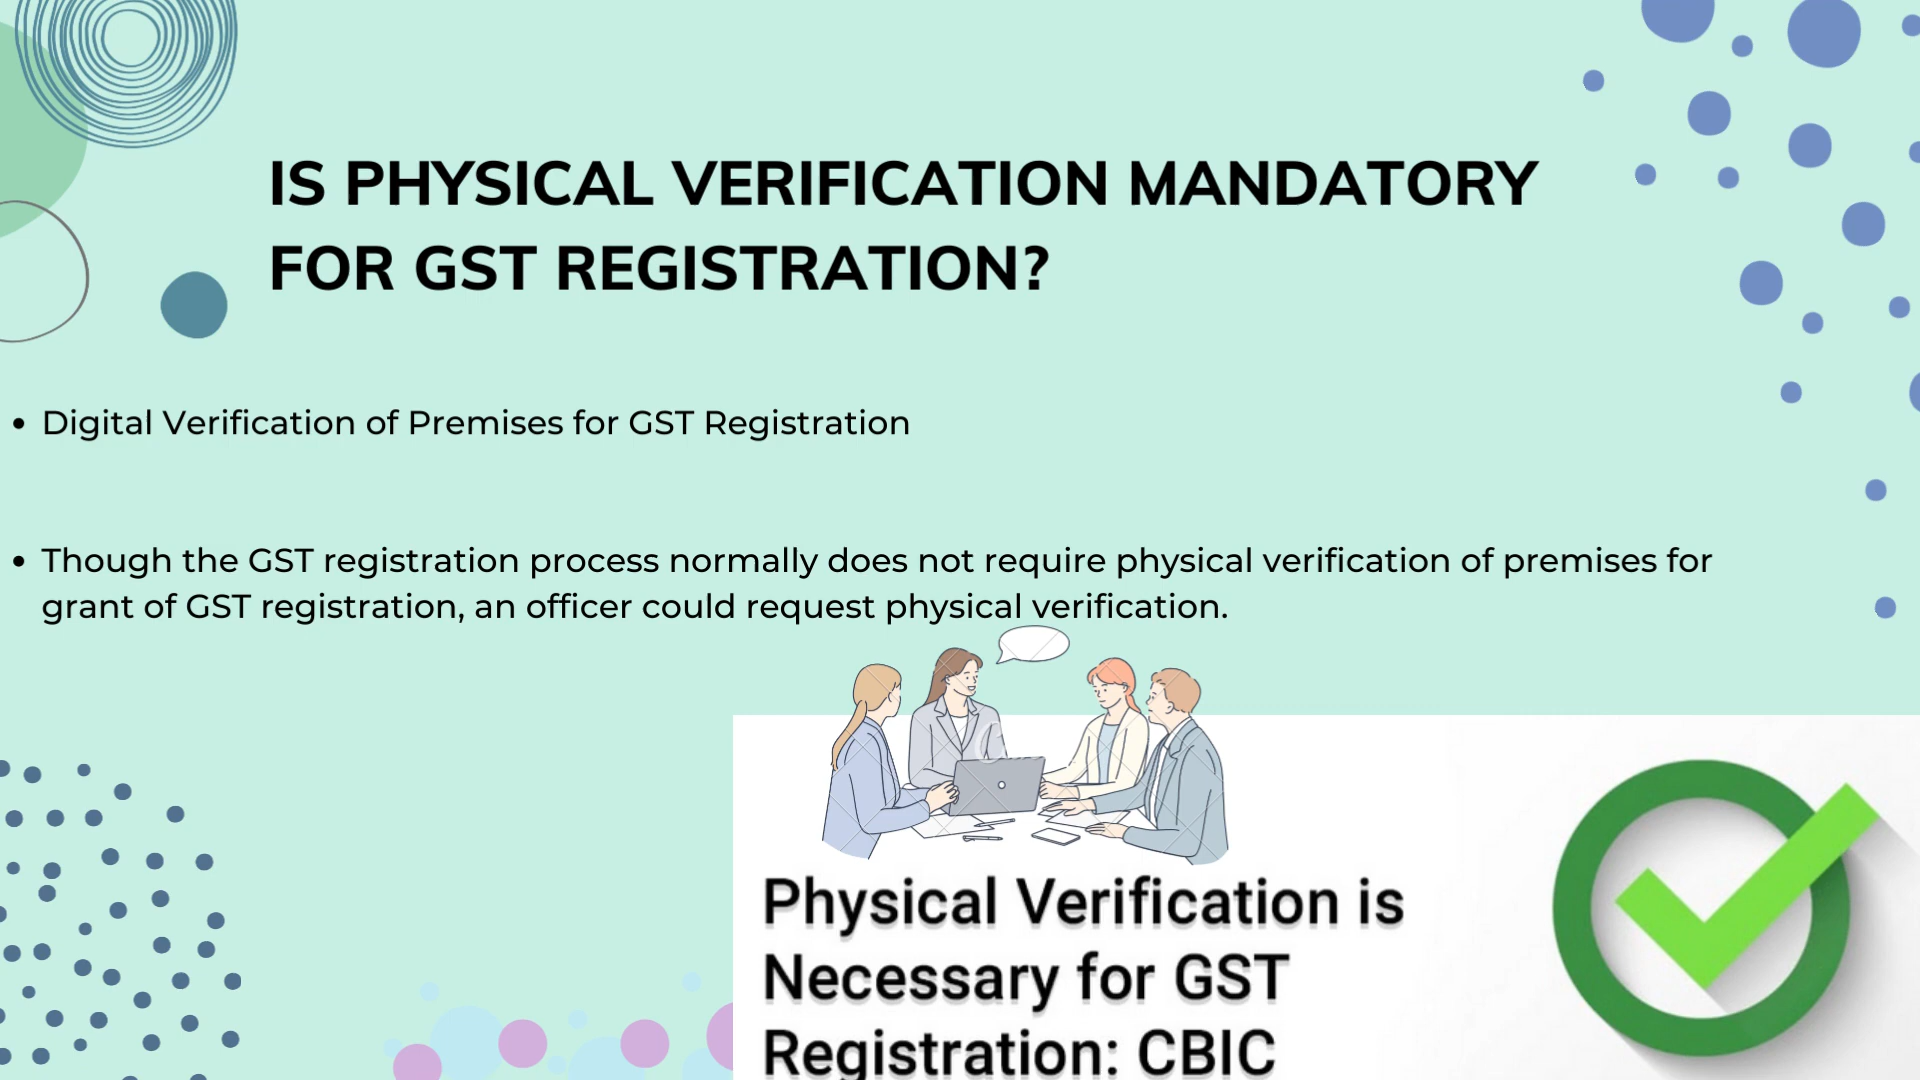 IS PHYSICAL VERIFICATION MANDATORY
FOR GST REGISTRATION?
• Digital Verification of Premises for GST Registration
• Though the GST registration process normally does not require physical verification of premises for
grant of GST registration, an officer could request physical verification.
Physical Verification is
Necessary for GST
Registration: CBIC